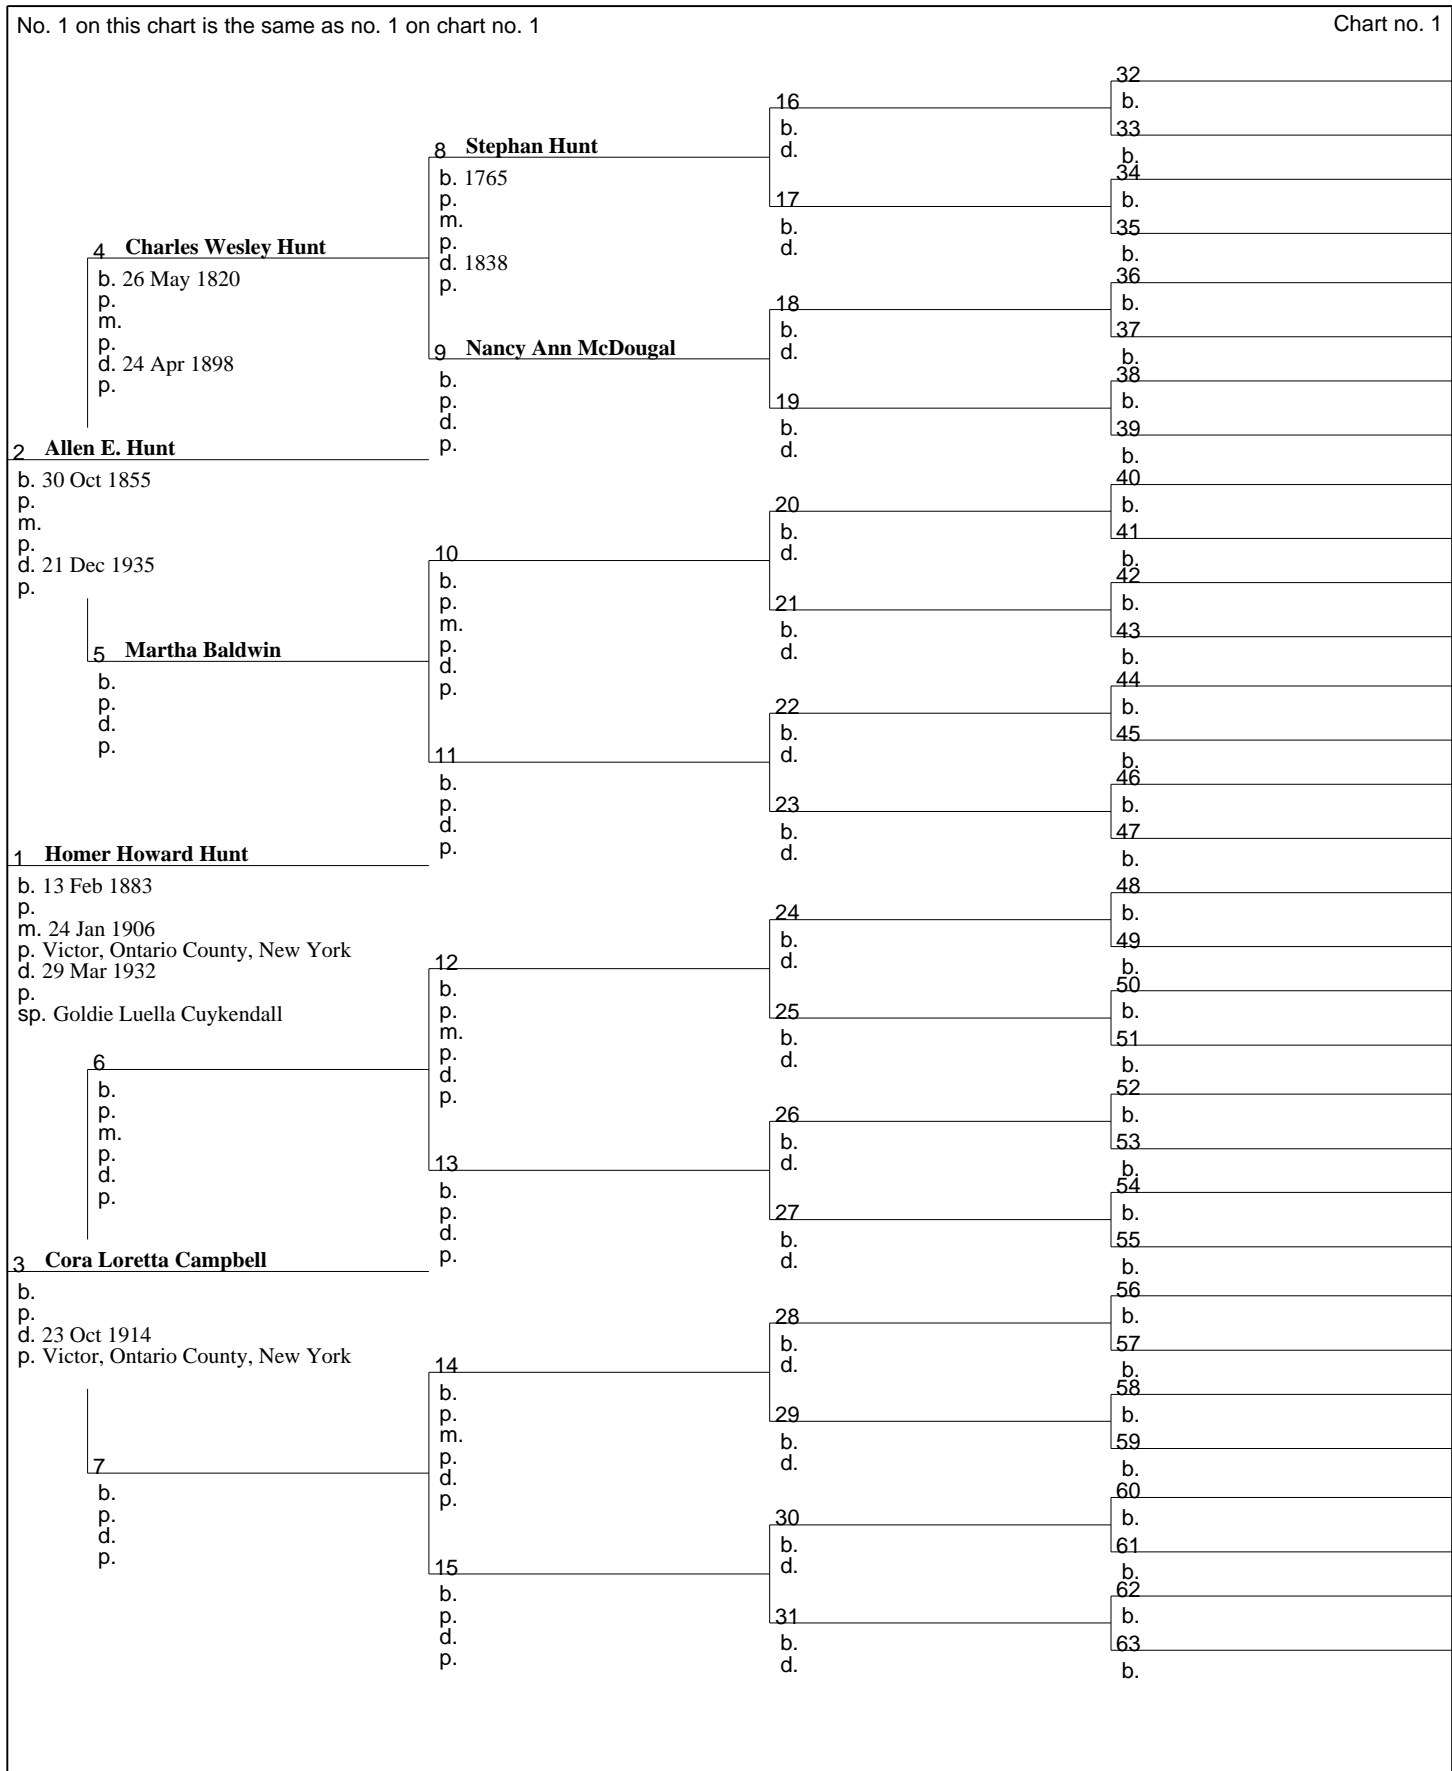 No. 1 on this chart is the same as no. 1 on chart no. 1
Chart no. 1
2 Allen E. Hunt
b. 30 Oct 1855
p.
m.
p.
d. 21 Dec 1935
p.
1 Homer Howard Hunt
b. 13 Feb 1883
p.
m. 24 Jan 1906
p. Victor, Ontario County, New York
d. 29 Mar 1932
p.
sp. Goldie Luella Cuykendall
3 Cora Loretta Campbell
b.
p.
d. 23 Oct 1914
p. Victor, Ontario County, New York
4 Charles Wesley Hunt
b. 26 May 1820
p.
m.
p.
d. 24 Apr 1898
p.
5 Martha Baldwin
b.
p.
d.
p.
6
b.
p.
m.
p.
d.
p.
7
b.
p.
d.
p.
8 Stephan Hunt
b. 1765
p.
m.
p.
d. 1838
p.
9 Nancy Ann McDougal
b.
p.
d.
p.
10
b.
p.
m.
p.
d.
p.
11
b.
p.
d.
p.
12
b.
p.
m.
p.
d.
p.
13
b.
p.
d.
p.
14
b.
p.
m.
p.
d.
p.
15
b.
p.
d.
p.
16
b.
d.
17
b.
d.
18
b.
d.
19
b.
d.
20
b.
d.
21
b.
d.
22
b.
d.
23
b.
d.
24
b.
d.
25
b.
d.
26
b.
d.
27
b.
d.
28
b.
d.
29
b.
d.
30
b.
d.
31
b.
d.
32
b.
33
b.
34
b.
35
b.
36
b.
37
b.
38
b.
39
b.
40
b.
41
b.
42
b.
43
b.
44
b.
45
b.
46
b.
47
b.
48
b.
49
b.
50
b.
51
b.
52
b.
53
b.
54
b.
55
b.
56
b.
57
b.
58
b.
59
b.
60
b.
61
b.
62
b.
63
b.